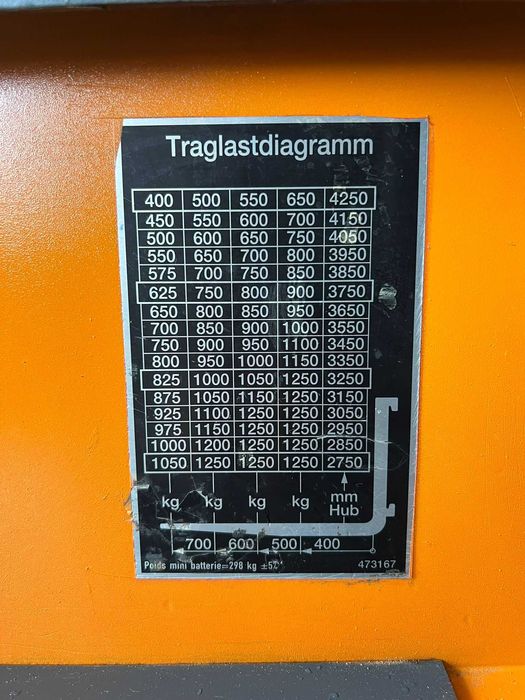 Traglastdiagramm
400 500 550 650 4250
450 550 600 700 4150
500 600 650 750 4050
550 650 700 800 3950
575 700 750 850 3850
625 750 800 900 3750
650 800 850 950 3650
700 850 900 1000 3550
750 900 950 1100 3450
800 950 1000 1150 3350
825 1000 1050 1250 3250
875 1050 1150 1250 3150
925 1100 1250 1250 3050
975 1150 1250 1250 2950
1000 1200 1250 1250 2850
1050 1250 1250 1250 2750
kg kg kg kg mm
Hub
700 600 500 400
Poids mini batterie=298 kg ±5%
473167